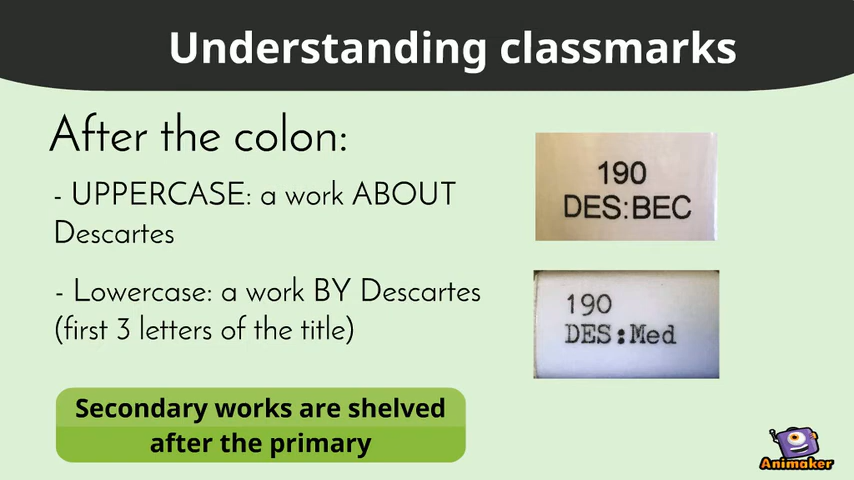 Understanding classmarks
After the colon:
- UPPERCASE: a work ABOUT
Descartes
- Lowercase: a work BY Descartes
(first 3 letters of the title)
Secondary works are shelved
after the primary
190
DES:BEC
190
DES:Med
Animaker